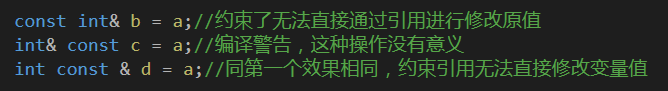 const int& b = a;//约束了无法直接通过引用进行修改原值
int& const c = a;//编译警告，这种操作没有意义
int const & d = a;//同第一个效果相同，约束引用无法直接修改变量值